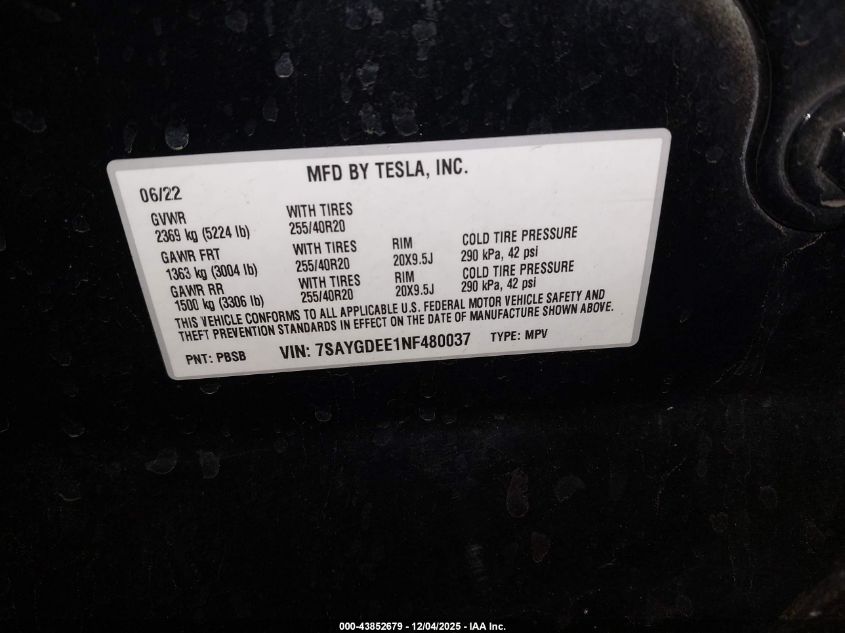 MFD BY TESLA, INC.
06/22
GVWR
2369 kg (5224 lb)
WITH TIRES
255/40R20
GAWR FRT
1363 kg (3004 lb)
WITH TIRES
255/40R20
RIM
20X9.5J
COLD TIRE PRESSURE
290 kPa, 42 psi
GAWR RR
1500 kg (3306 lb)
WITH TIRES
255/40R20
RIM
20X9.5J
COLD TIRE PRESSURE
290 kPa, 42 psi
THIS VEHICLE CONFORMS TO ALL APPLICABLE U.S. FEDERAL MOTOR VEHICLE SAFETY AND
THEFT PREVENTION STANDARDS IN EFFECT ON THE DATE OF MANUFACTURE SHOWN ABOVE.
PNT: PBSB VIN: 7SAYGDEE1NF480037 TYPE: MPV
000-43852679 - 12/04/2025 - IAA Inc.